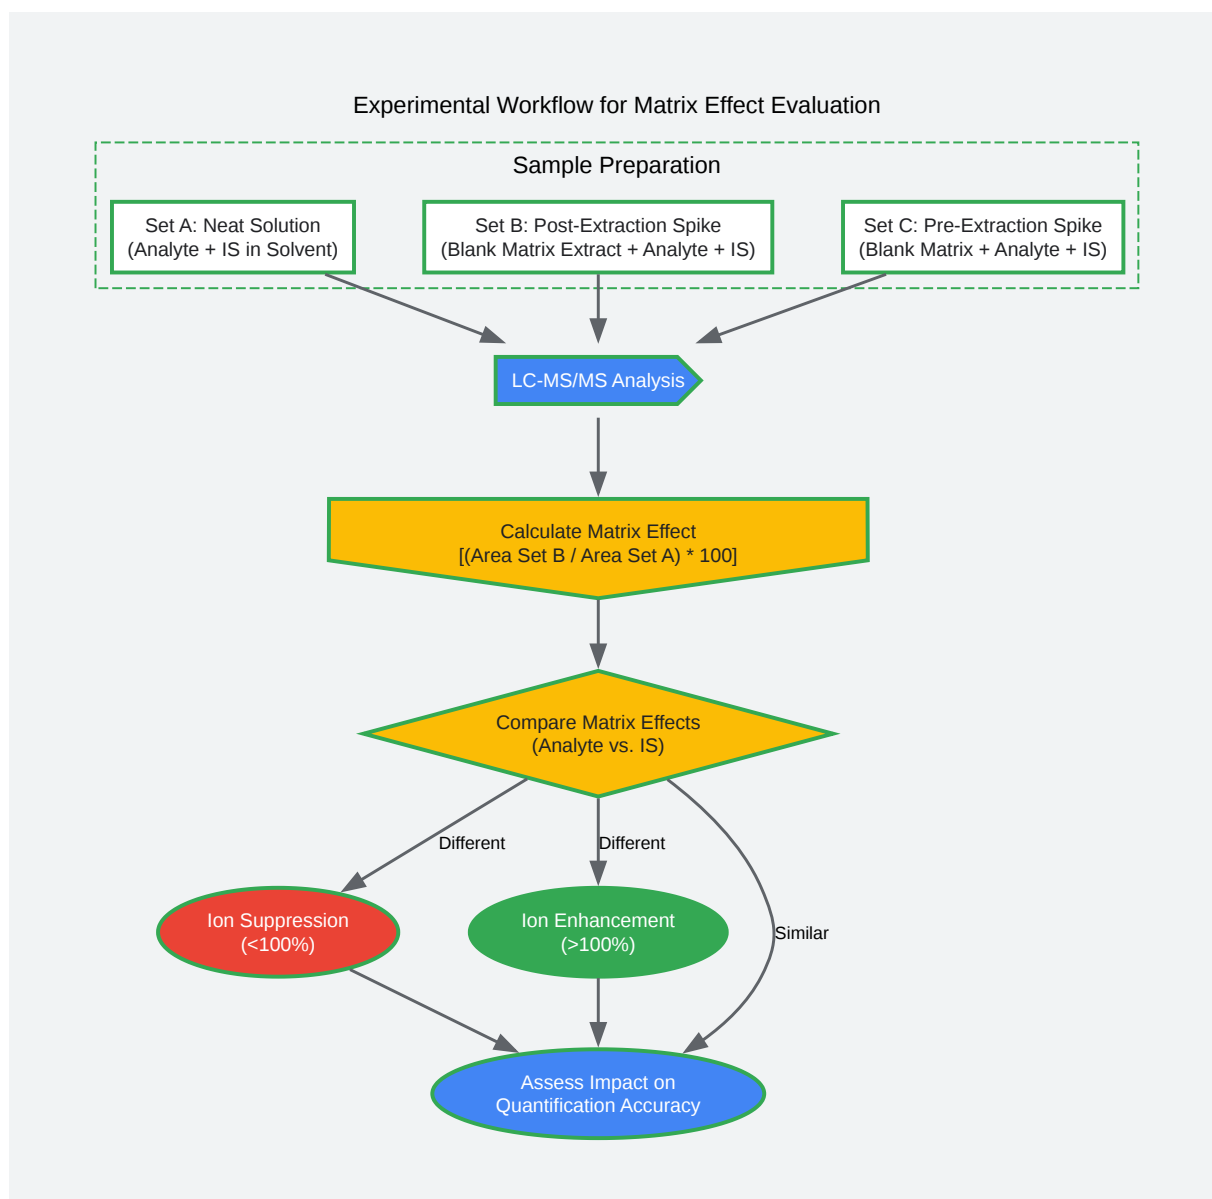 Experimental Workflow for Matrix Effect Evaluation
Sample Preparation
Set A: Neat Solution
(Analyte + IS in Solvent)
Set B: Post-Extraction Spike
(Blank Matrix Extract + Analyte + IS)
Set C: Pre-Extraction Spike
(Blank Matrix + Analyte + IS)
LC-MS/MS Analysis
Calculate Matrix Effect
[(Area Set B / Area Set A) * 100]
Compare Matrix Effects
(Analyte vs. IS)
Different
Different
Ion Suppression
(<100%)
Ion Enhancement
(>100%)
Similar
Assess Impact on
Quantification Accuracy